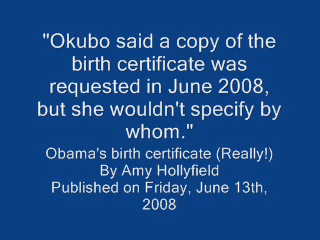 "Okubo said a copy of the
birth certificate was
requested in June 2008,
but she wouldn't specify by
whom."
Obama's birth certificate (Really!)
By Amy Hollyfield
Published on Friday, June 13th,
2008